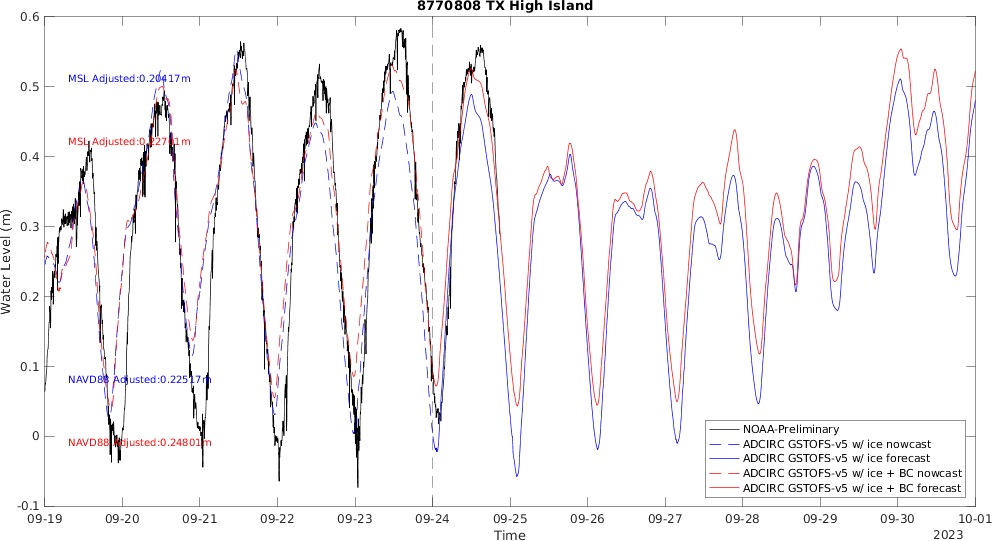 8770808 TX High Island
0.6
0.5
0.4
0.3
0.2
0.1
0
-0.1
Water Level (m)
MSL Adjusted:0.20417m
NAVD88 Adjusted:0.22517m
NAVD88 Adjusted:0.24801m
NOAA-Preliminary
ADCIRC GSTOFS-v5 w/ ice nowcast
ADCIRC GSTOFS-v5 w/ ice forecast
ADCIRC GSTOFS-v5 w/ ice + BC nowcast
ADCIRC GSTOFS-v5 w/ ice + BC forecast
09-19 09-20 09-21 09-22 09-23 09-24 09-25 09-26 09-27 09-28 09-29 09-30 10-01
Time
2023